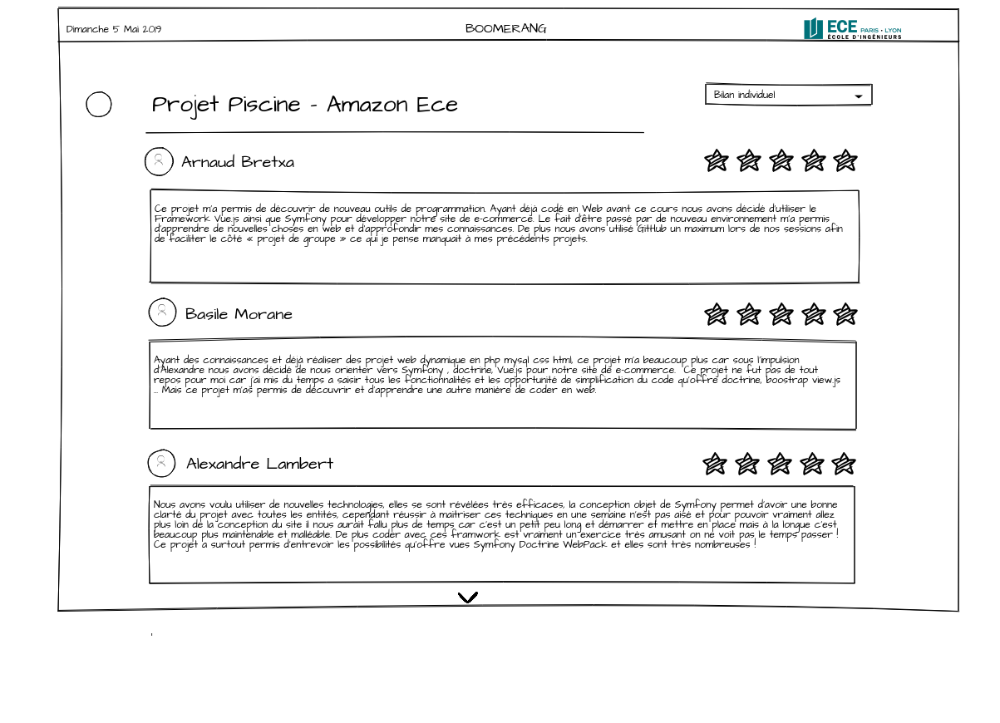 Dimanche 5 Mai 2019
BOOMERANG
ECE PARIS • LYON
ÉCOLE D'INGÉNIEURS
Projet Piscine - Amazon Ece
Bilan individuel
Arnaud Bretxa
Ce projet m'a permis de découvrir de nouveau outils de programmation. Ayant déjà codé en Web avant ce cours nous avons décidé d'utiliser le
Framework Vue.js ainsi que Symfony pour développer notre site de e-commerce. Le fait d'être passé par de nouveau environnement m'a permis
d'apprendre de nouvelles choses en web et d'approfondir mes connaissances. De plus nous avons utilisé GitHub un maximum lors de nos sessions afin
de faciliter le côté « projet de groupe » ce qui je pense manquait à mes précédents projets.
Basile Morane
Ayant des connaissances et déjà réaliser des projet web dynamique en php mysql css html, ce projet m'a beaucoup plus car sous l'impulsion
d'Alexandre nous avons décidé de nous orienter vers Symfony , doctrine, Vue.js pour notre site de e-commerce. Ce projet ne fut pas de tout
repos pour moi car j'ai mis du temps a saisir tous les fonctionnalités et les opportunité de simplification du code qu'offre doctrine, boostrap view.js
... Mais ce projet m'as permis de découvrir et d'apprendre une autre manière de coder en web.
Alexandre Lambert
Nous avons voulu utiliser de nouvelles technologies, elles se sont révélées très efficaces, la conception objet de Symfony permet d'avoir une bonne
clarté du projet avec toutes les entités, cependant réussir à maitriser ces techniques en une semaine n'est pas aisé et pour pouvoir vraiment allez
plus loin de la conception du site il nous aurait fallu plus de temps car c'est un petit peu long et démarrer et mettre en place mais à la longue c'est
beaucoup plus maintenable et malléable. De plus coder avec ces framwork est vraiment un exercice très amusant on ne voit pas le temps passer !
Ce projet a surtout permis d'entrevoir les possibilités qu'offre vues Symfony Doctrine WebPack et elles sont très nombreuses !